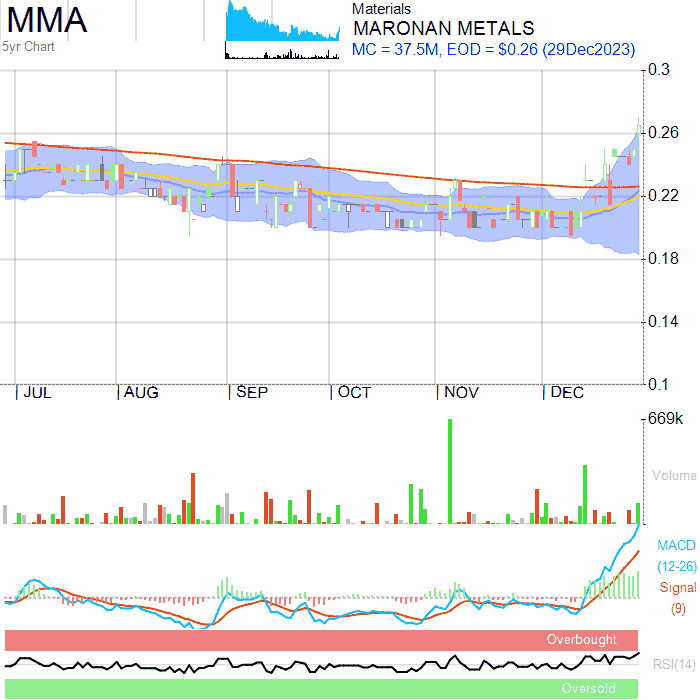 MMA
5yr Chart
Materials
MARONAN METALS
MC = 37.5M, EOD = $0.26 (29Dec2023)
0.3
0.26
0.22
0.18
0.14
0.1
JUL AUG SEP OCT NOV DEC
669k
Volume
MACD
(12-26)
Signal
(9)
Overbought
RSI(14)
Oversold